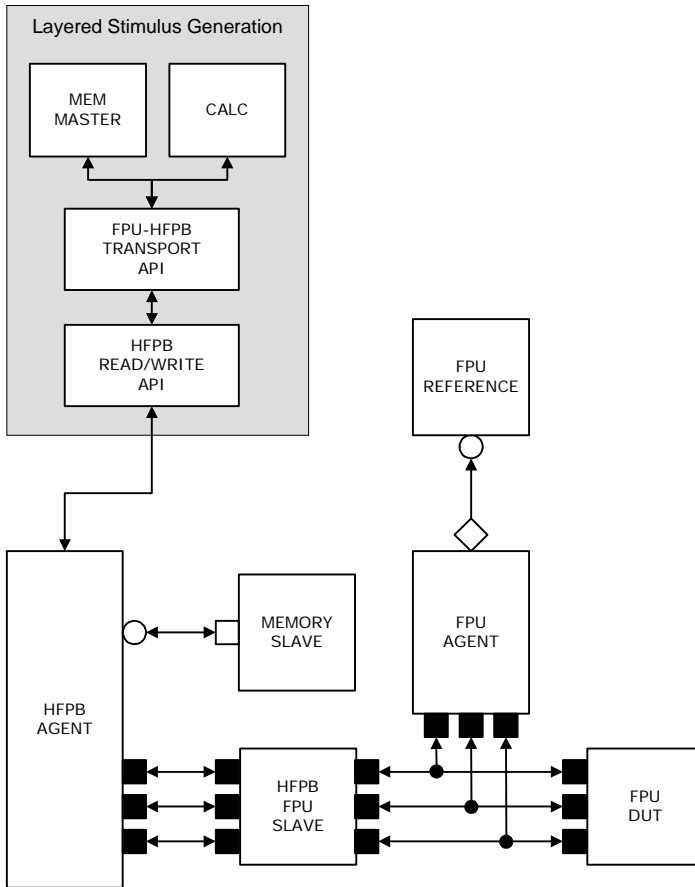 Layered Stimulus Generation
MEM
MASTER
CALC
FPU-HFPB
TRANSPORT
API
HFPB
READ/WRITE
API
FPU
REFERENCE
HFPB
AGENT
MEMORY
SLAVE
FPU
AGENT
HFPB
FPU
SLAVE
FPU
DUT